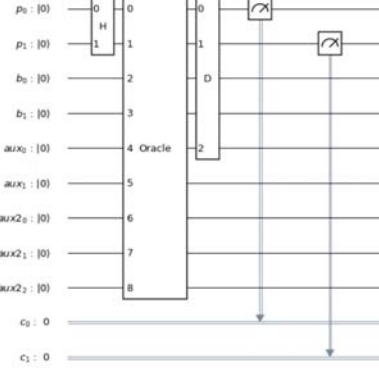 p₀ : |0⟩ 0 0 0
H
p₁ : |0⟩ 1 1 1
b₀ : |0⟩ 2 D
b₁ : |0⟩ 3
aux₀ : |0⟩ 4 Oracle 2
aux₁ : |0⟩ 5
aux2₀ : |0⟩ 6
aux2₁ : |0⟩ 7
aux2₂ : |0⟩ 8
c₀ : 0
c₁ : 0